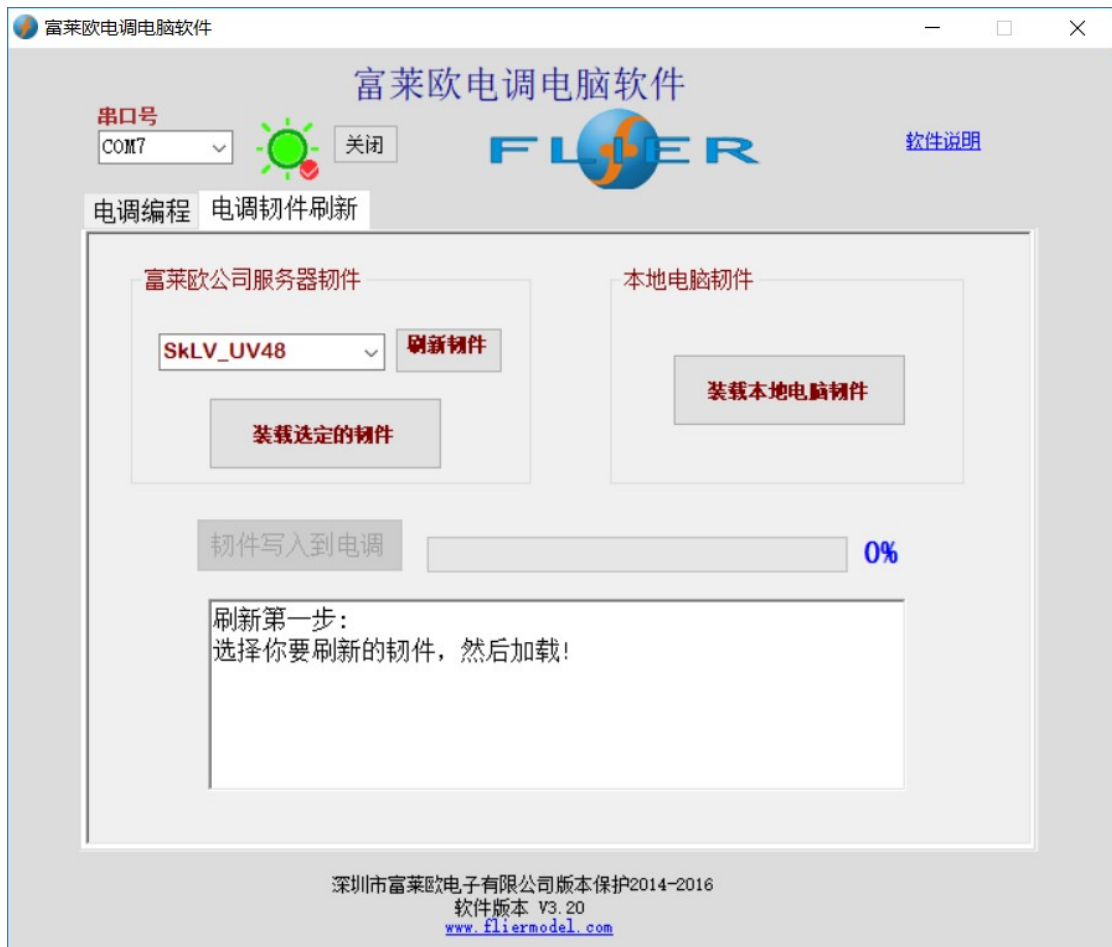 富莱欧电调电脑软件
富莱欧电调电脑软件
串口号
COM7
关闭
FLIER
软件说明
电调编程
电调韧件刷新
富莱欧公司服务器韧件
本地电脑韧件
SkLV_UV48
刷新韧件
装载本地电脑韧件
装载选定的韧件
韧件写入到电调
0%
刷新第一步:
选择你要刷新的韧件, 然后加载!
深圳市富莱欧电子有限公司版本保护2014-2016
软件版本 V3.20
www.fliermodel.com